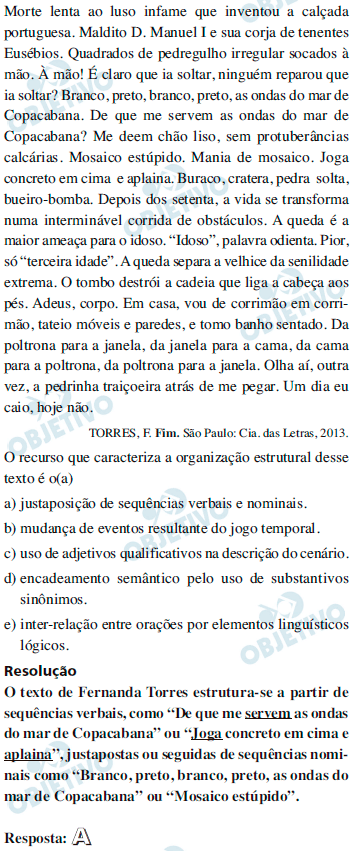 Morte lenta ao luso infame que inventou a calçada
portuguesa. Maldito D. Manuel I e sua corja de tenentes
Eusébios. Quadrados de pedregulho irregular socados à
mão. À mão! É claro que ia soltar, ninguém reparou que
ia soltar? Branco, preto, branco, preto, as ondas do mar de
Copacabana. De que me servem as ondas do mar de
Copacabana? Me deem chão liso, sem protuberâncias
calcárias. Mosaico estúpido. Mania de mosaico. Joga
concreto em cima e aplaina. Buraco, cratera, pedra solta,
bueiro-bomba. Depois dos setenta, a vida se transforma
numa interminável corrida de obstáculos. A queda é a
maior ameaça para o idoso. “Idoso”, palavra odienta. Pior,
só “terceira idade”. A queda separa a velhice da senilidade
extrema. O tombo destrói a cadeia que liga a cabeça aos
pés. Adeus, corpo. Em casa, vou de corrimão em corri-
mão, tateio móveis e paredes, e tomo banho sentado. Da
poltrona para a janela, da janela para a cama, da cama
para a poltrona, da poltrona para a janela. Olha aí, outra
vez, a pedrinha traiçoeira atrás de me pegar. Um dia eu
caio, hoje não.
TORRES, F. Fim. São Paulo: Cia. das Letras, 2013.
O recurso que caracteriza a organização estrutural desse
texto é o(a)
a) justaposição de sequências verbais e nominais.
b) mudança de eventos resultante do jogo temporal.
c) uso de adjetivos qualificativos na descrição do cenário.
d) encadeamento semântico pelo uso de substantivos
sinônimos.
e) inter-relação entre orações por elementos linguísticos
lógicos.
Resolução
O texto de Fernanda Torres estrutura-se a partir de
sequências verbais, como “De que me servem as ondas
do mar de Copacabana” ou “Joga concreto em cima e
aplaina”, justapostas ou seguidas de sequências nomi-
nais como “Branco, preto, branco, preto, as ondas do
mar de Copacabana” ou “Mosaico estúpido”.
Resposta: A